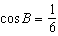 cos B = 1/6